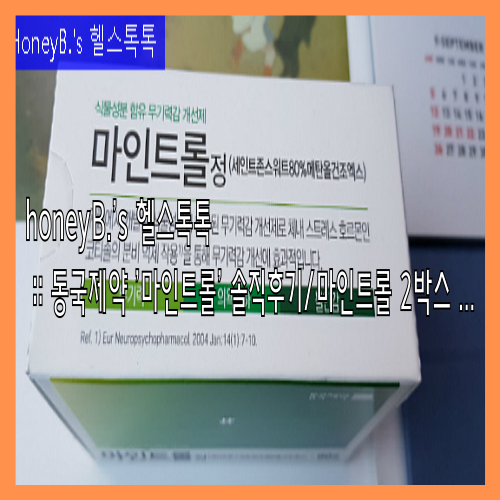 HoneyB.'s 헬스톡톡
9 SEPTEMBER
식물성분 함유 무기력감 개선제
마인트롤정 (세인트존스워트80%메탄올건조엑스)
무기력감 개선제로 체내 스트레스 호르몬인
honeyB.'s 헬스톡톡
코티솔의 분비 억제 작용¹⁾을 통해 무기력감 개선에 효과적입니다.
:: 동국제약 '마인트롤' 솔직후기/마인트롤 2박스 ...
Ref. 1) Eur Neuropsychopharmacol. 2004 Jan;14(1):7-10.